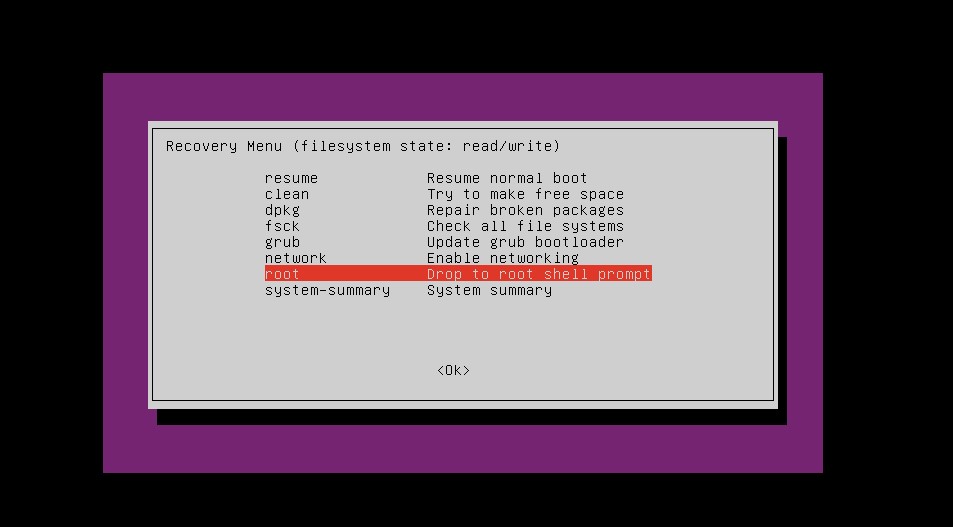 Recovery Menu (filesystem state: read/write)
resume Resume normal boot
clean Try to make free space
dpkg Repair broken packages
fsck Check all file systems
grub Update grub bootloader
network Enable networking
root Drop to root shell prompt
system-summary System summary
<Ok>